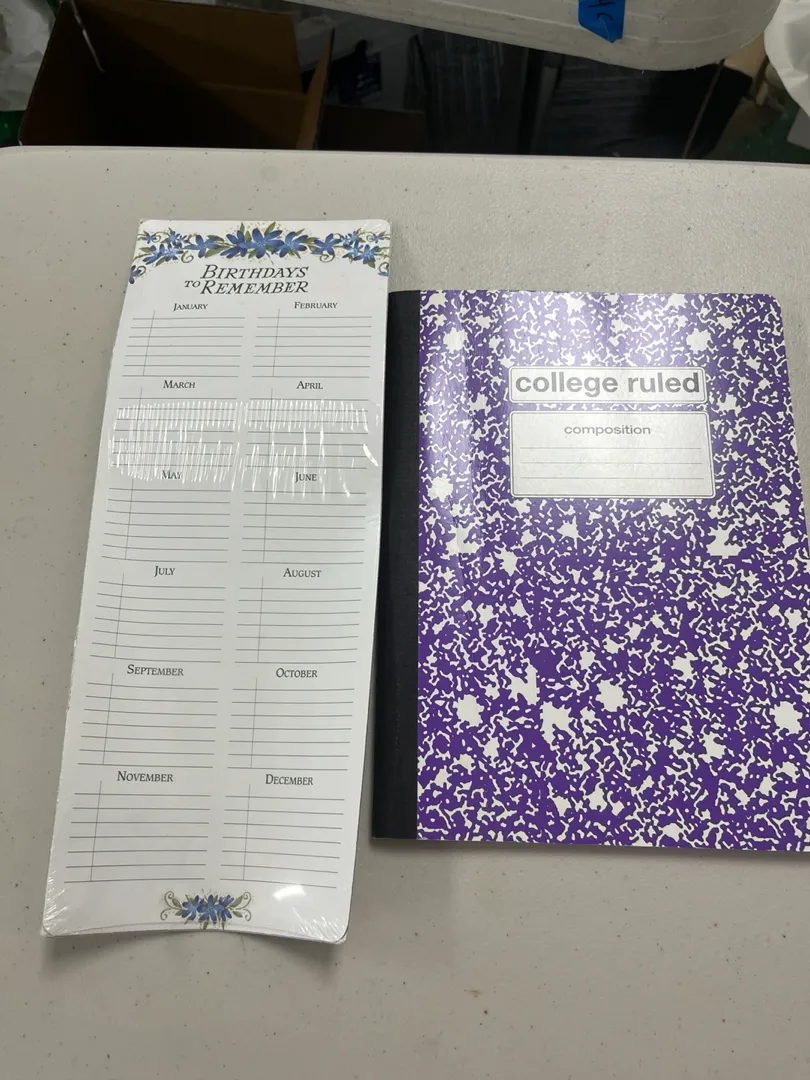 BIRTHDAYS
TO REMEMBER
JANUARY FEBRUARY
MARCH APRIL
MAY JUNE
JULY AUGUST
SEPTEMBER OCTOBER
NOVEMBER DECEMBER
college ruled
composition